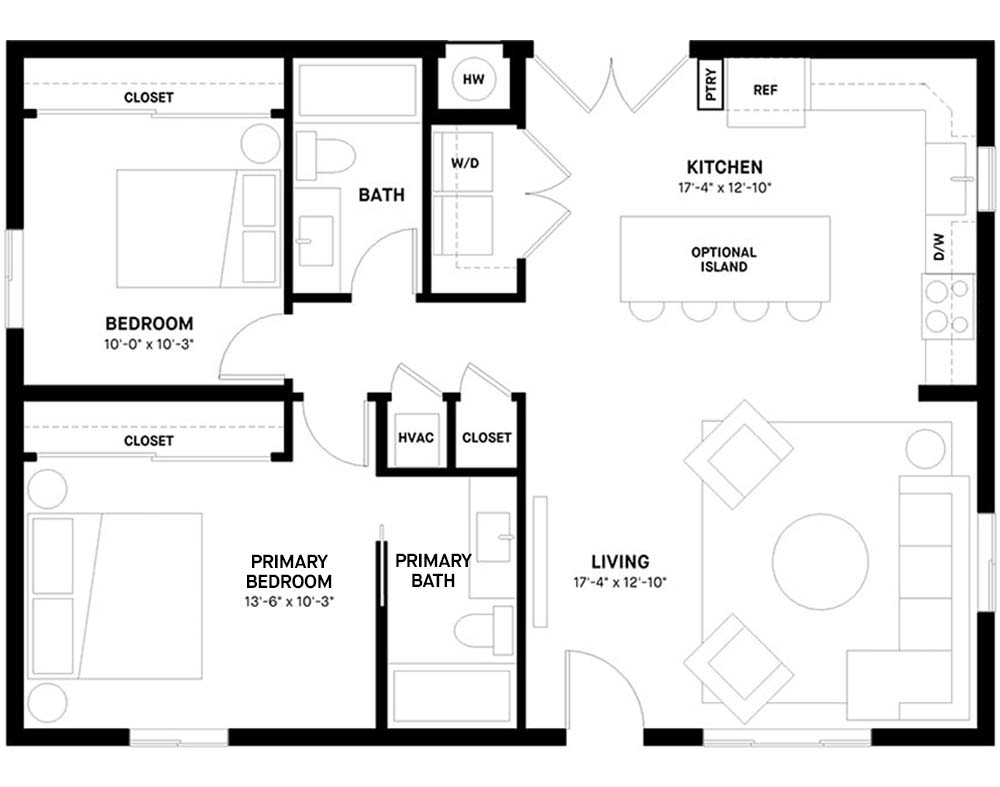 HW
PTRY
REF
CLOSET
W/D
KITCHEN
17'-4" x 12'-10"
BATH
D/W
OPTIONAL
ISLAND
BEDROOM
10'-0" x 10'-3"
CLOSET
HVAC
CLOSET
PRIMARY
BEDROOM
13'-6" x 10'-3"
PRIMARY
BATH
LIVING
17'-4" x 12'-10"